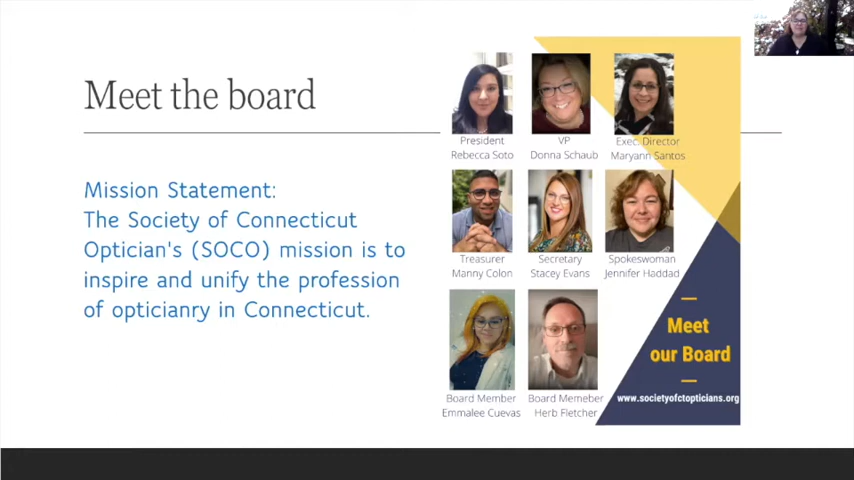 Meet the board
Mission Statement:
The Society of Connecticut
Optician's (SOCO) mission is to
inspire and unify the profession
of opticianry in Connecticut.
President
Rebecca Soto
VP
Donna Schaub
Exec. Director
Maryann Santos
Treasurer
Manny Colon
Secretary
Stacey Evans
Spokeswoman
Jennifer Haddad
Board Member
Emmalee Cuevas
Board Memeber
Herb Fletcher
Meet
our Board
www.societyofctopticians.org